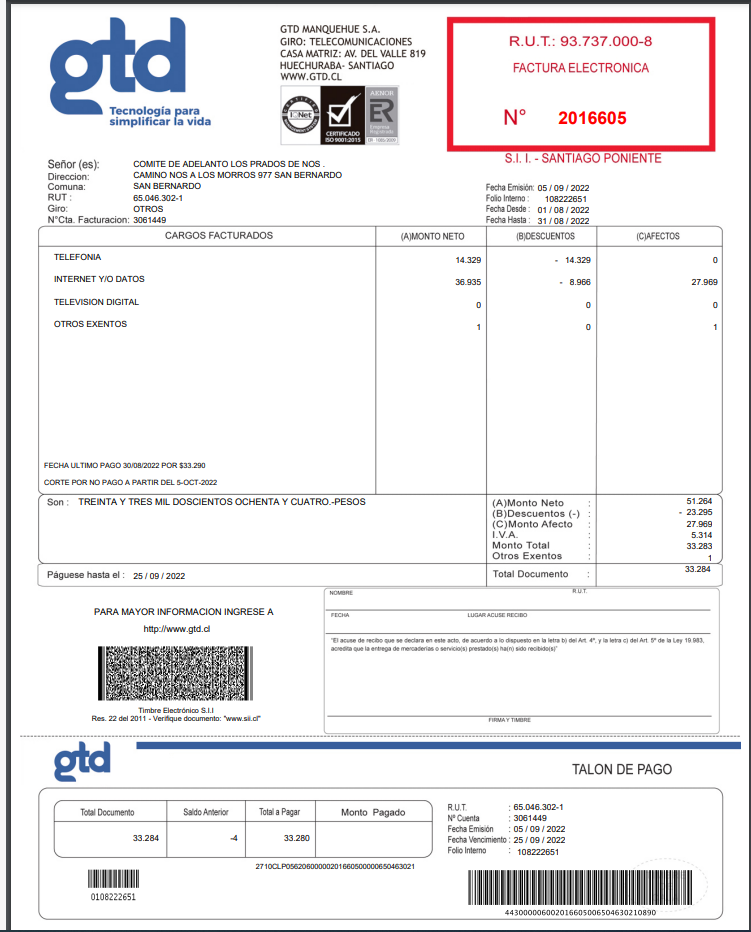 gtd
Tecnología para
simplificar la vida
GTD MANQUEHUE S.A.
GIRO: TELECOMUNICACIONES
CASA MATRIZ: AV. DEL VALLE 819
HUECHURABA- SANTIAGO
WWW.GTD.CL
CERTIFIED
IQNet
MANAGEMENT SYSTEM
CERTIFICADO
ISO 9001:2015
AENOR
ER
Empresa
Registrada
R.U.T.: 93.737.000-8
FACTURA ELECTRONICA
N° 2016605
S.I. I. - SANTIAGO PONIENTE
Señor (es): COMITE DE ADELANTO LOS PRADOS DE NOS .
Direccion: CAMINO NOS A LOS MORROS 977 SAN BERNARDO
Comuna: SAN BERNARDO
RUT : 65.046.302-1
Giro: OTROS
N°Cta. Facturacion: 3061449
Fecha Emisión: 05 / 09 / 2022
Folio Interno : 108222651
Fecha Desde : 01 / 08 / 2022
Fecha Hasta : 31 / 08 / 2022
CARGOS FACTURADOS (A)MONTO NETO (B)DESCUENTOS (C)AFECTOS
TELEFONIA 14.329 - 14.329 0
INTERNET Y/O DATOS 36.935 - 8.966 27.969
TELEVISION DIGITAL 0 0 0
OTROS EXENTOS 1 0 1
FECHA ULTIMO PAGO 30/08/2022 POR $33.290
CORTE POR NO PAGO A PARTIR DEL 5-OCT-2022
Son : TREINTA Y TRES MIL DOSCIENTOS OCHENTA Y CUATRO.-PESOS
(A)Monto Neto : 51.264
(B)Descuentos (-) : - 23.295
(C)Monto Afecto : 27.969
I.V.A. : 5.314
Monto Total : 33.283
Otros Exentos : 1
Páguese hasta el : 25 / 09 / 2022
Total Documento : 33.284
PARA MAYOR INFORMACION INGRESE A
http://www.gtd.cl
Timbre Electrónico S.I.I
Res. 22 del 2011 - Verifique documento: "www.sii.cl"
NOMBRE R.U.T.
FECHA LUGAR ACUSE RECIBO
"El acuse de recibo que se declara en este acto, de acuerdo a lo dispuesto en la letra b) del Art. 4º, y la letra c) del Art. 5º de la Ley 19.983,
acredita que la entrega de mercaderías o servicio(s) prestado(s) ha(n) sido recibido(s)"
FIRMA Y TIMBRE
gtd
TALON DE PAGO
Total Documento Saldo Anterior Total a Pagar Monto Pagado
33.284 -4 33.280
R.U.T. : 65.046.302-1
Nº Cuenta : 3061449
Fecha Emisión : 05 / 09 / 2022
Fecha Vencimiento : 25 / 09 / 2022
Folio Interno : 108222651
2710CLP05620600000201660500000650463021
0108222651
4430000060020166050065046302108​90